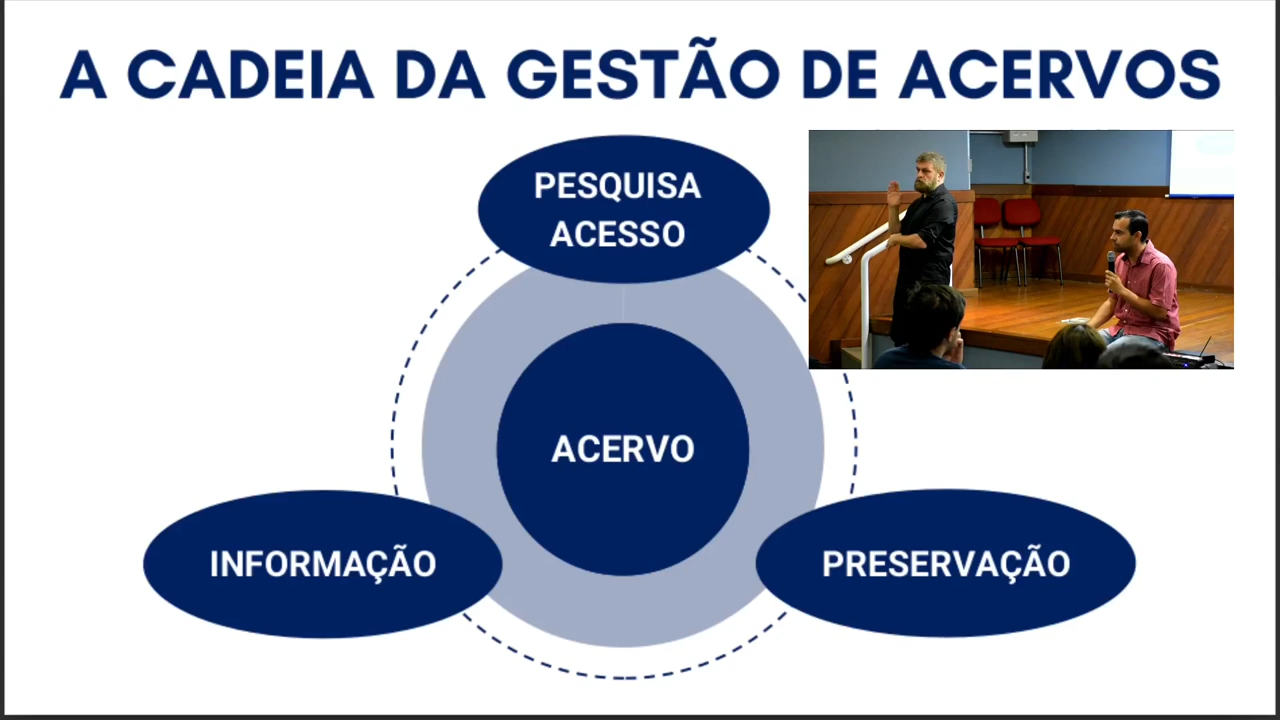 A CADEIA DA GESTÃO DE ACERVOS
PESQUISA
ACESSO
ACERVO
INFORMAÇÃO
PRESERVAÇÃO